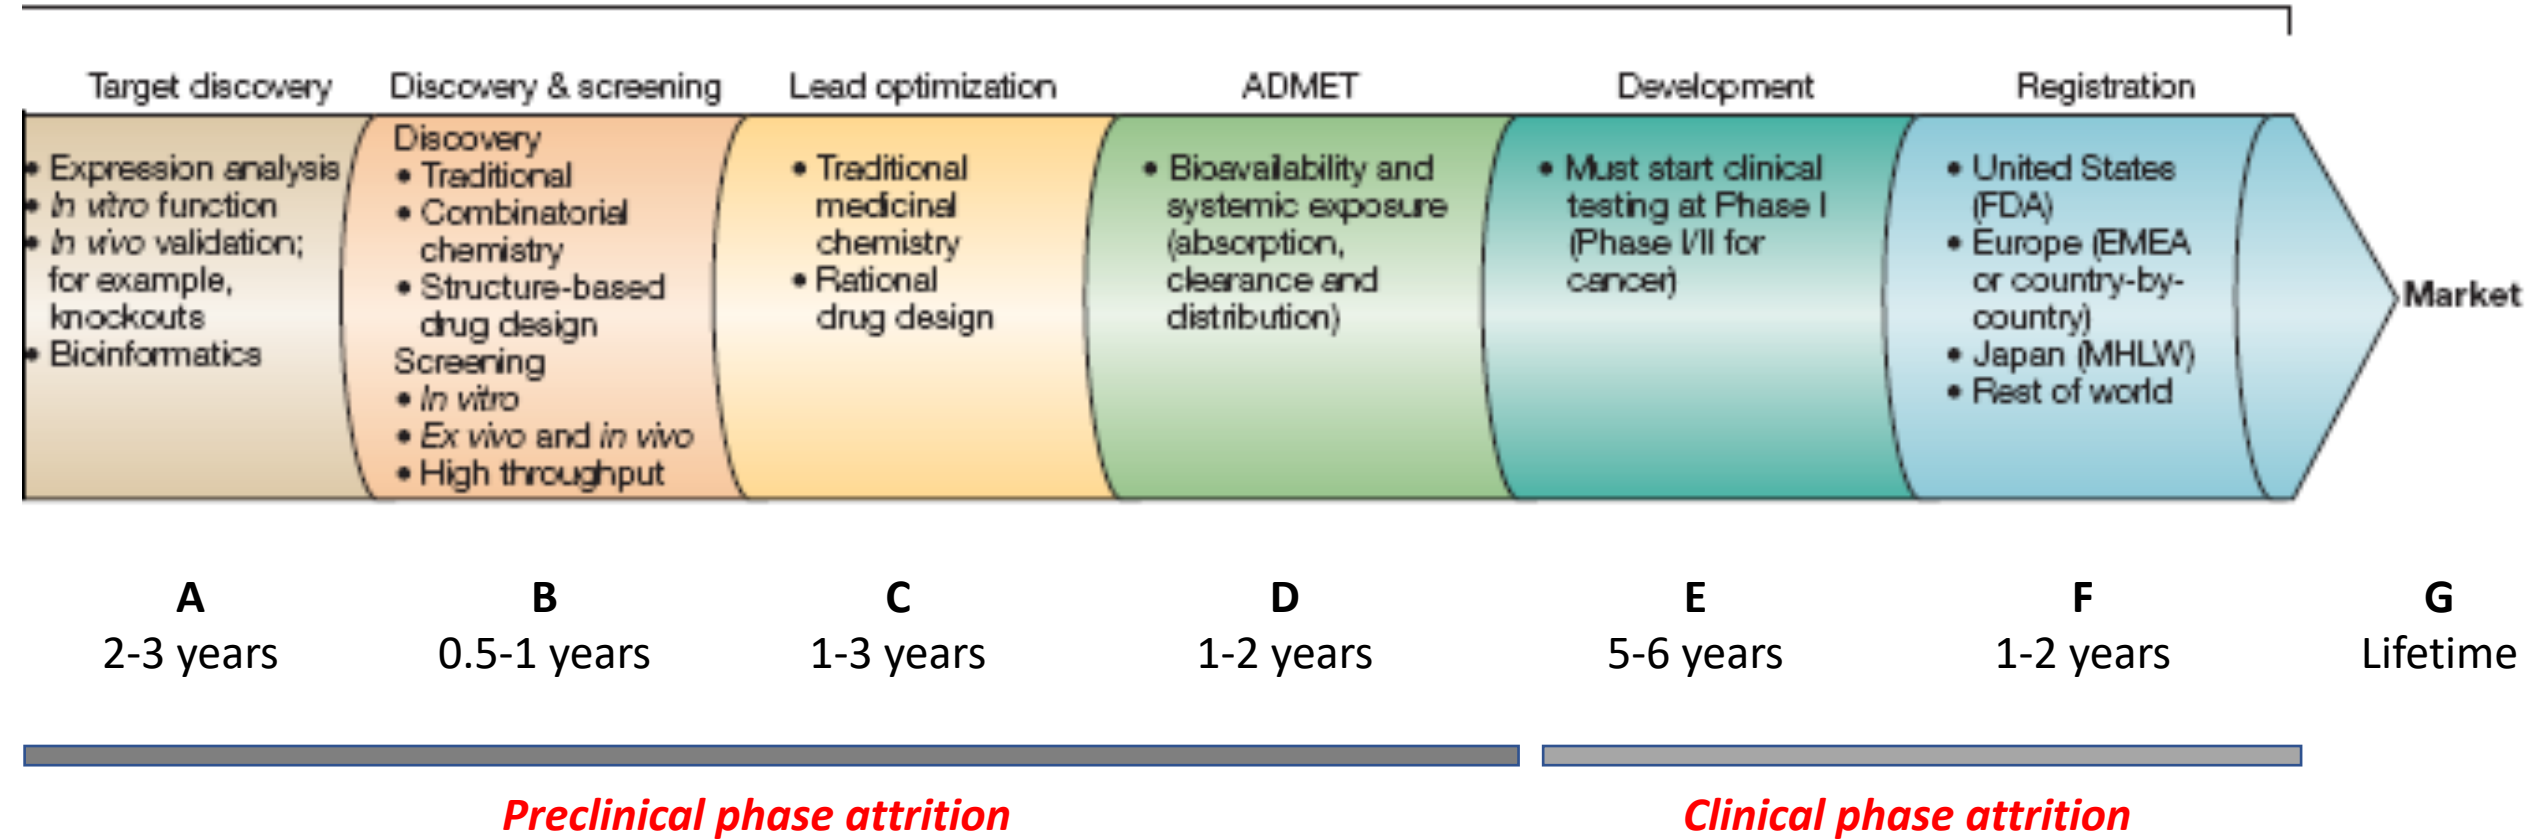 Target discovery
Discovery & screening
Lead optimization
ADMET
Development
Registration
• Expression analysis
• In vitro function
• In vivo validation;
for example,
knockouts
• Bioinformatics
Discovery
• Traditional
• Combinatorial
chemistry
• Structure-based
drug design
Screening
• In vitro
• Ex vivo and in vivo
• High throughput
• Traditional
medicinal
chemistry
• Rational
drug design
• Bioavailability and
systemic exposure
(absorption,
clearance and
distribution)
• Must start clinical
testing at Phase I
(Phase I/II for
cancer)
• United States
(FDA)
• Europe (EMEA
or country-by-
country)
• Japan (MHLW)
• Rest of world
Market
A
2-3 years
B
0.5-1 years
C
1-3 years
D
1-2 years
E
5-6 years
F
1-2 years
G
Lifetime
Preclinical phase attrition
Clinical phase attrition